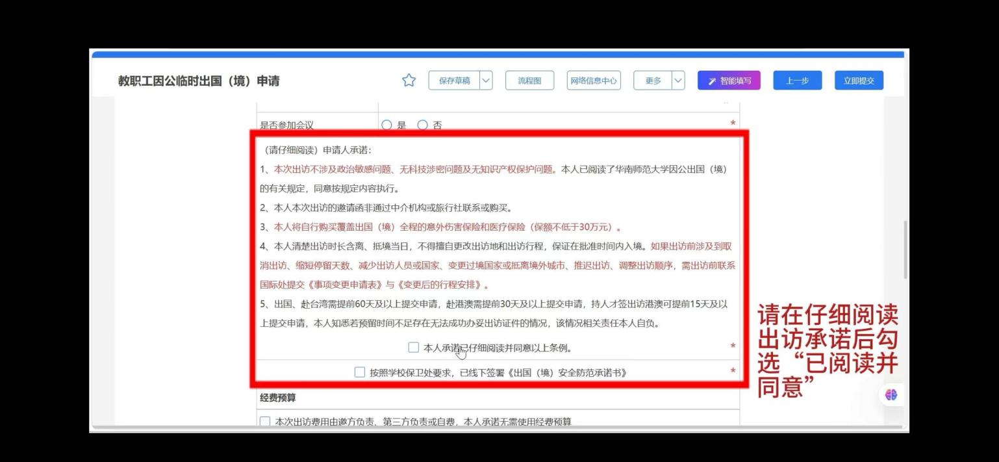 教职工因公临时出国（境）申请
保存草稿
流程图
网络信息中心
更多
智能填写
上一步
立即提交
是否参加会议
是 否 *
（请仔细阅读）申请人承诺：
1、本次出访不涉及政治敏感问题、无科技涉密问题及无知识产权保护问题。本人已阅读了华南师范大学因公出国（境）
的有关规定，同意按规定内容执行。
2、本人本次出访的邀请函非通过中介机构或旅行社联系或购买。
3、本人将自行购买覆盖出国（境）全程的意外伤害保险和医疗保险（保额不低于30万元）。
4、本人清楚出访时长含离、抵境当日，不得擅自更改出访地和出访行程，保证在批准时间内入境。如果出访前涉及到取
消出访、缩短停留天数、减少出访人员或国家、变更过境国家或抵离境外城市、推迟出访、调整出访顺序，需出访前联系
国际处提交《事项变更申请表》与《变更后的行程安排》。
5、出国、赴台湾需提前60天及以上提交申请，赴港澳需提前30天及以上提交申请，持人才签出访港澳可提前15天及以
上提交申请，本人知悉若预留时间不足存在无法成功办妥出访证件的情况，该情况相关责任本人自负。
本人承诺已仔细阅读并同意以上条例。 *
按照学校保卫处要求，已线下签署《出国（境）安全防范承诺书》 *
经费预算
本次出访费用由邀方负责、第三方负责或自费，本人承诺无需使用经费预算
请在仔细阅读
出访承诺后勾
选“已阅读并
同意”